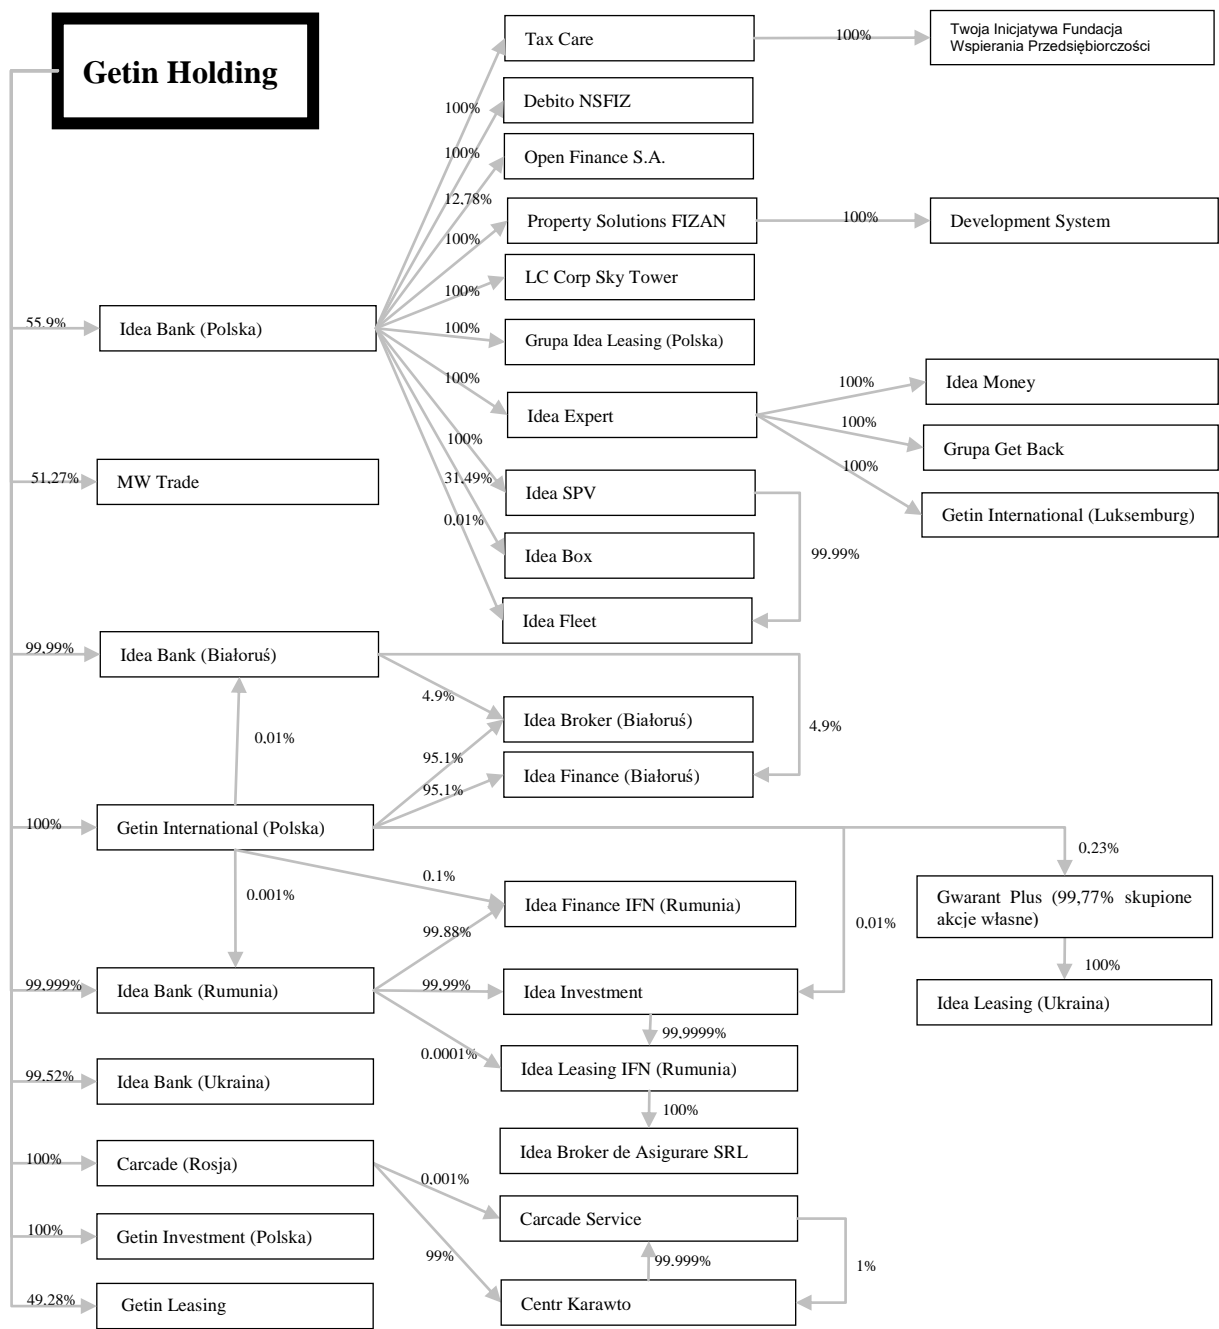 Getin Holding
Tax Care
100%
Twoja Inicjatywa Fundacja
Wspierania Przedsiębiorczości
100%
Debito NSFIZ
100%
Open Finance S.A.
12,78%
Property Solutions FIZAN
100%
Development System
100%
LC Corp Sky Tower
100%
55.9%
Idea Bank (Polska)
100%
Grupa Idea Leasing (Polska)
100%
Idea Expert
100%
Idea Money
100%
Grupa Get Back
100%
Getin International (Luksemburg)
51,27%
MW Trade
100%
31.49%
Idea SPV
0,01%
Idea Box
99.99%
Idea Fleet
99,99%
Idea Bank (Białoruś)
4.9%
Idea Broker (Białoruś)
4,9%
0,01%
95.1%
Idea Finance (Białoruś)
95,1%
100%
Getin International (Polska)
0,23%
0.1%
0.001%
Idea Finance IFN (Rumunia)
Gwarant Plus (99,77% skupione
akcje własne)
0,01%
99.88%
100%
99,999%
Idea Bank (Rumunia)
99,99%
Idea Investment
Idea Leasing (Ukraina)
99,9999%
0,0001%
Idea Leasing IFN (Rumunia)
99,52%
Idea Bank (Ukraina)
100%
Idea Broker de Asigurare SRL
100%
Carcade (Rosja)
0,001%
Carcade Service
100%
Getin Investment (Polska)
99%
99,999%
1%
49,28%
Getin Leasing
Centr Karawto